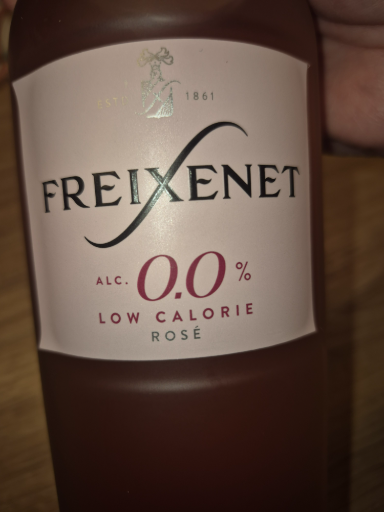 ESTD 1861
FREIXENET
ALC. 0.0%
LOW CALORIE
ROSÉ